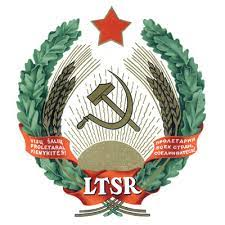 VISŲ ŠALIŲ
PROLETARAI,
VIENYKITĖS!
ПРОЛЕТАРИИ
ВСЕХ СТРАН,
СОЕДИНЯЙТЕСЬ!
LTSR